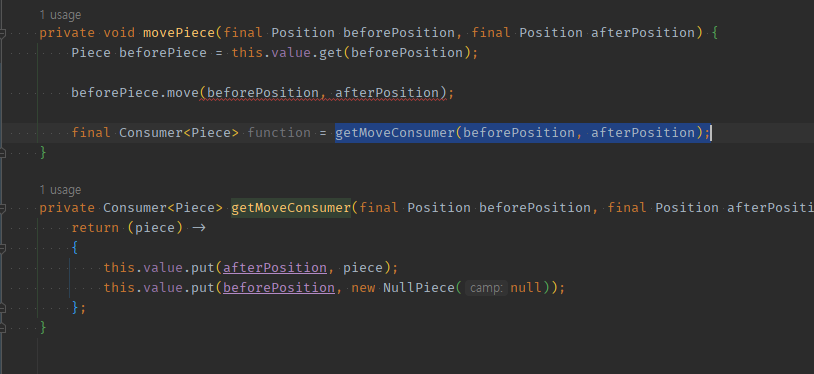 1 usage
private void movePiece(final Position beforePosition, final Position afterPosition) {
Piece beforePiece = this.value.get(beforePosition);
beforePiece.move(beforePosition, afterPosition);
final Consumer<Piece> function = getMoveConsumer(beforePosition, afterPosition);
}
1 usage
private Consumer<Piece> getMoveConsumer(final Position beforePosition, final Position afterPositi
return (piece) →
{
this.value.put(afterPosition, piece);
this.value.put(beforePosition, new NullPiece( camp: null));
};
}